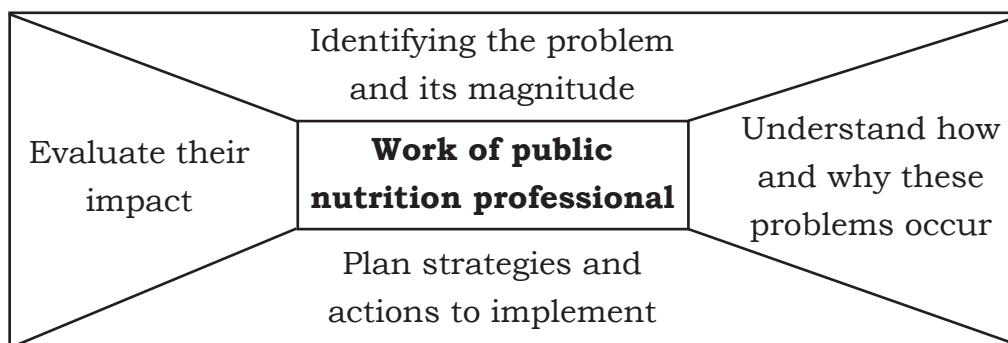 Identifying the problem
and its magnitude
Evaluate their
impact
Work of public
nutrition professional
Understand how
and why these
problems occur
Plan strategies and
actions to implement